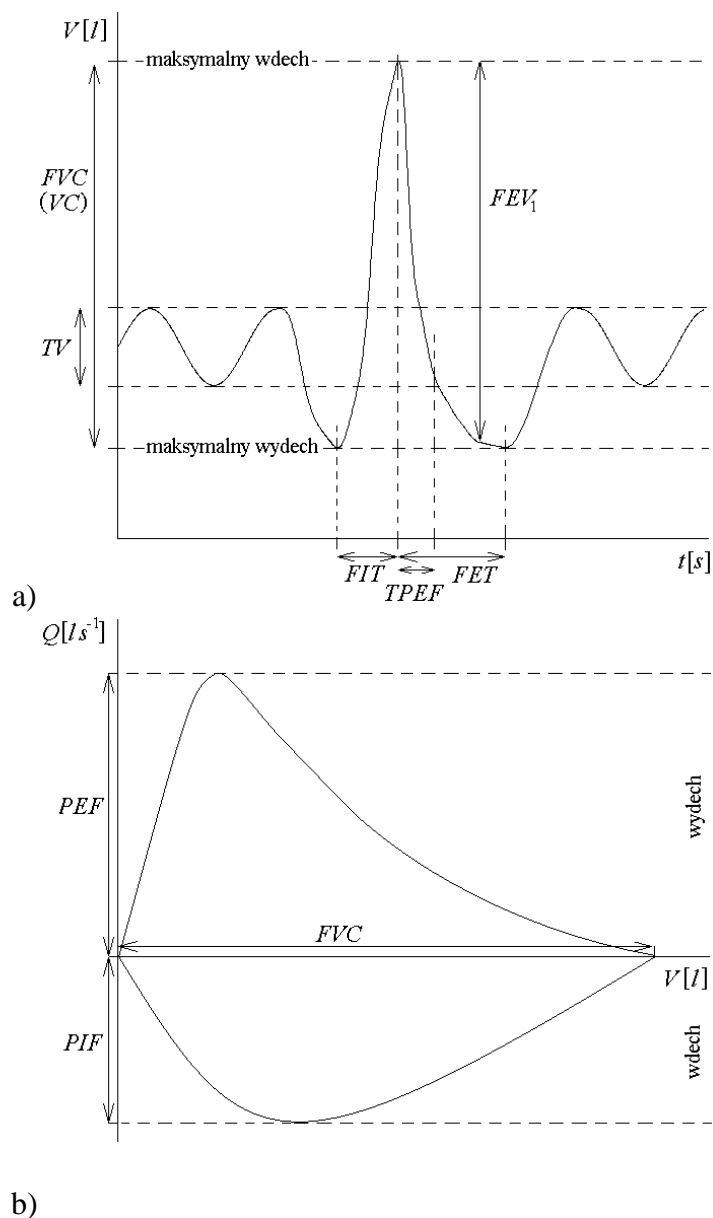 V[l]
maksymalny wdech
FVC
(VC)
FEV₁
TV
maksymalny wydech
FIT
FET
t[s]
TPEF
a)
Q[l s⁻¹]
PEF
wydech
FVC
V[l]
PIF
wdech
b)